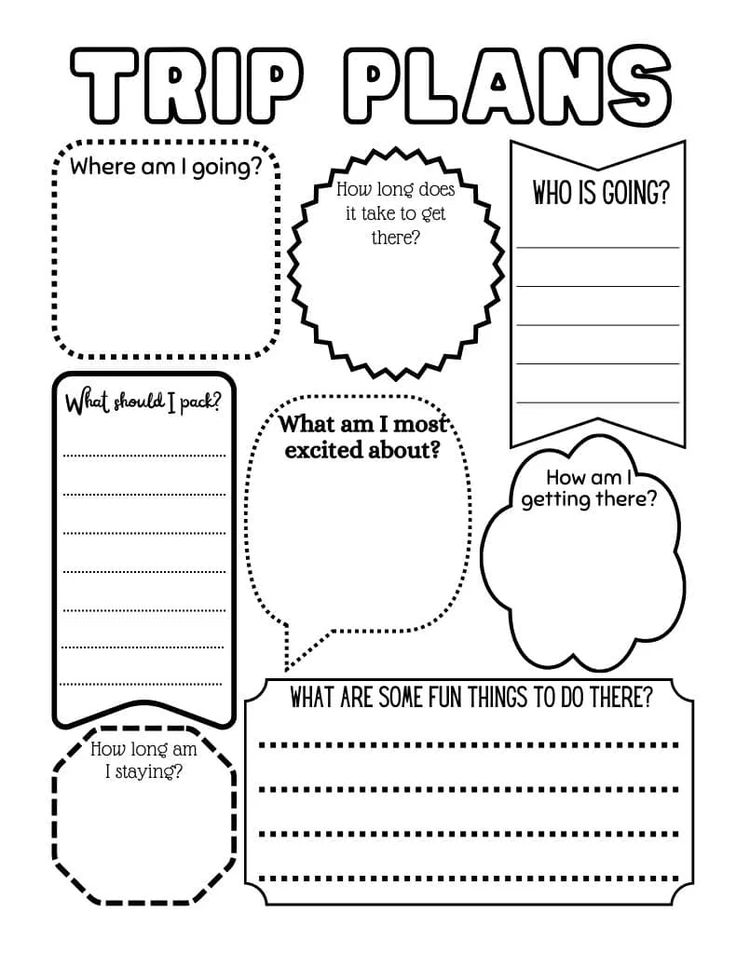 TRIP PLANS
Where am I going?
How long does
it take to get
there?
WHO IS GOING?
What should I pack?
What am I most
excited about?
How am I
getting there?
How long am
I staying?
WHAT ARE SOME FUN THINGS TO DO THERE?